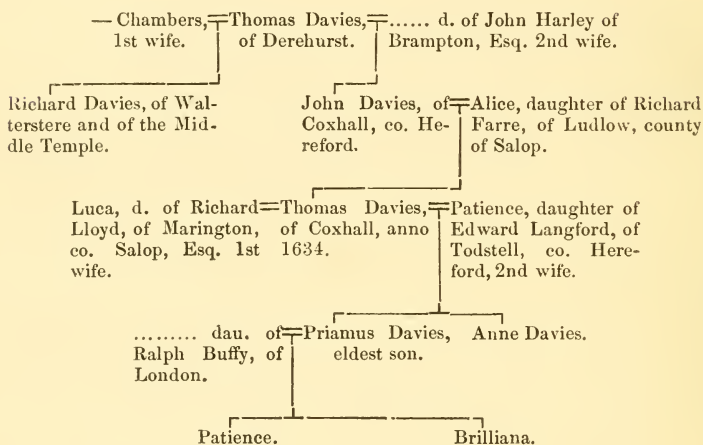 — Chambers, Thomas Davies, ...... d. of John Harley of
1st wife. of Derehurst. Brampton, Esq. 2nd wife.
Richard Davies, of Wal-
terstere and of the Mid-
dle Temple.
John Davies, of
Coxhall, co. He-
reford.
Alice, daughter of Richard
Farre, of Ludlow, county
of Salop.
Luca, d. of Richard
Lloyd, of Marington,
co. Salop, Esq. 1st
wife.
Thomas Davies,
of Coxhall, anno
1634.
Patience, daughter of
Edward Langford, of
Todstell, co. Here-
ford, 2nd wife.
......... dau. of
Ralph Buffy, of
London.
Priamus Davies,
eldest son.
Anne Davies.
Patience. Brilliana.